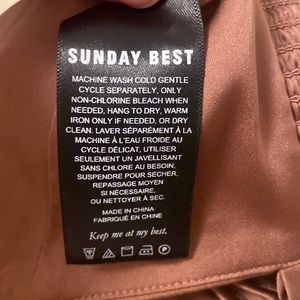 SUNDAY BEST
MACHINE WASH COLD GENTLE
CYCLE SEPARATELY, ONLY
NON-CHLORINE BLEACH WHEN
NEEDED, HANG TO DRY, WARM
IRON ONLY IF NEEDED, OR DRY
CLEAN. LAVER SÉPARÉMENT À LA
MACHINE À L'EAU FROIDE AU
CYCLE DÉLICAT, UTILISER
SEULEMENT UN JAVELLISANT
SANS CHLORE AU BESOIN,
SUSPENDRE POUR SÉCHER,
REPASSAGE MOYEN
SI NÉCESSAIRE,
OU NETTOYER À SEC.
MADE IN CHINA
FABRIQUÉ EN CHINE
Keep me at my best.